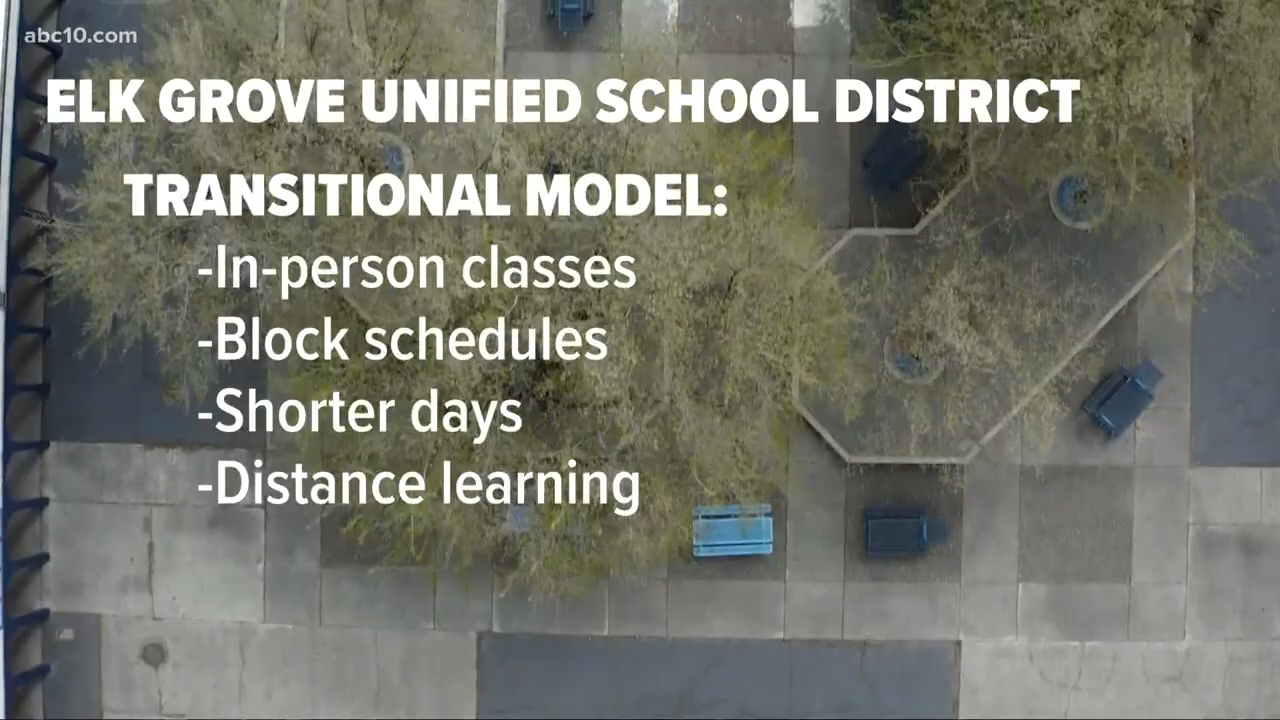 abc10.com
ELK GROVE UNIFIED SCHOOL DISTRICT
TRANSITIONAL MODEL:
-In-person classes
-Block schedules
-Shorter days
-Distance learning